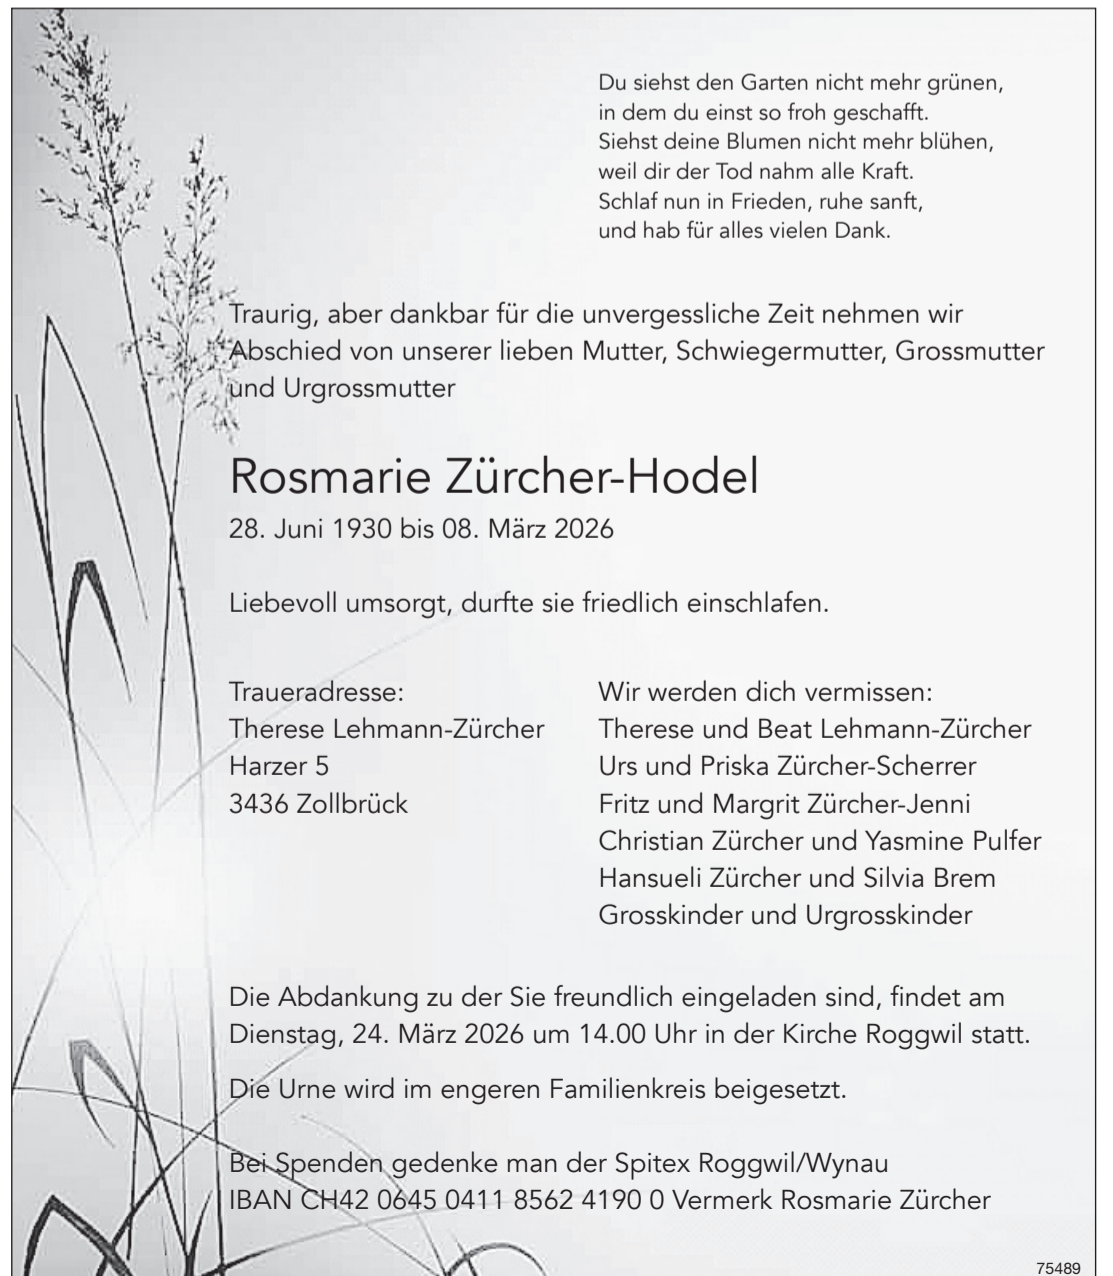 Du siehst den Garten nicht mehr grünen,
in dem du einst so froh geschafft.
Siehst deine Blumen nicht mehr blühen,
weil dir der Tod nahm alle Kraft.
Schlaf nun in Frieden, ruhe sanft,
und hab für alles vielen Dank.
Traurig, aber dankbar für die unvergessliche Zeit nehmen wir
Abschied von unserer lieben Mutter, Schwiegermutter, Grossmutter
und Urgrossmutter
Rosmarie Zürcher-Hodel
28. Juni 1930 bis 08. März 2026
Liebevoll umsorgt, durfte sie friedlich einschlafen.
Traueradresse:
Therese Lehmann-Zürcher
Harzer 5
3436 Zollbrück
Wir werden dich vermissen:
Therese und Beat Lehmann-Zürcher
Urs und Priska Zürcher-Scherrer
Fritz und Margrit Zürcher-Jenni
Christian Zürcher und Yasmine Pulfer
Hansueli Zürcher und Silvia Brem
Grosskinder und Urgrosskinder
Die Abdankung zu der Sie freundlich eingeladen sind, findet am
Dienstag, 24. März 2026 um 14.00 Uhr in der Kirche Roggwil statt.
Die Urne wird im engeren Familienkreis beigesetzt.
Bei Spenden gedenke man der Spitex Roggwil/Wynau
IBAN CH42 0645 0411 8562 4190 0 Vermerk Rosmarie Zürcher
75489